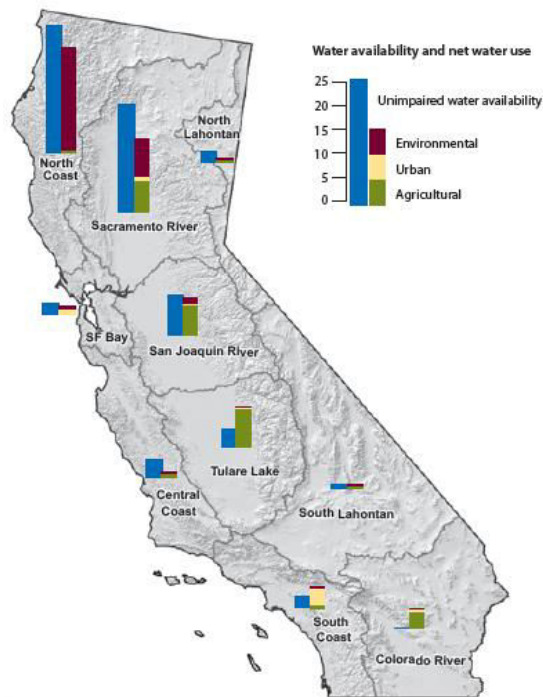 Water availability and net water use
25
20
15
10
5
0
Unimpaired water availability
Environmental
Urban
Agricultural
North
Coast
Sacramento River
North
Lahontan
SF Bay
San Joaquin River
Tulare Lake
Central
Coast
South Lahontan
South
Coast
Colorado River